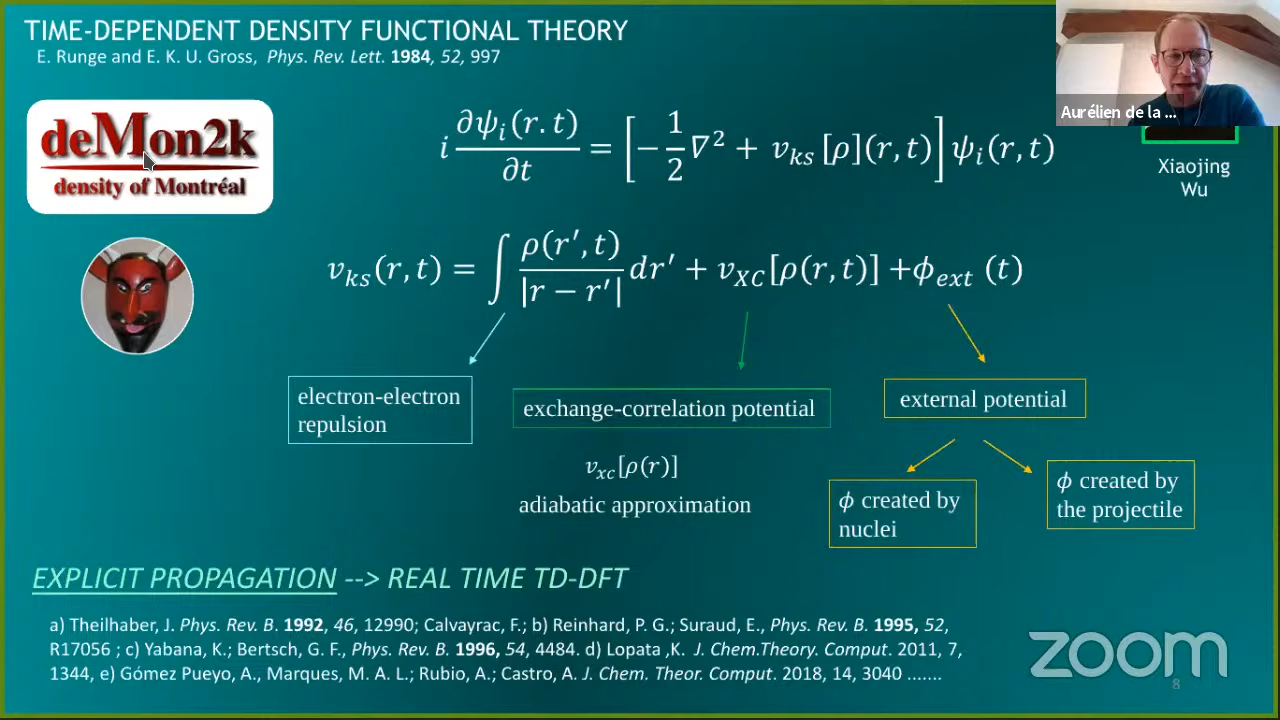 TIME-DEPENDENT DENSITY FUNCTIONAL THEORY
E. Runge and E. K. U. Gross, Phys. Rev. Lett. 1984, 52, 997
Aurélien de la ...
Xiaojing
Wu
deMon2k
density of Montréal
i ∂ψᵢ(r.t)/∂t = [−1/2 ∇² + v_ks [ρ](r,t)] ψᵢ(r,t)
v_ks(r,t) = ∫ ρ(r′,t)/|r − r′| dr′ + v_XC[ρ(r,t)] +ϕ_ext (t)
electron-electron
repulsion
exchange-correlation potential
external potential
v_xc[ρ(r)]
adiabatic approximation
ϕ created by
nuclei
ϕ created by
the projectile
EXPLICIT PROPAGATION --> REAL TIME TD-DFT
a) Theilhaber, J. Phys. Rev. B. 1992, 46, 12990; Calvayrac, F.; b) Reinhard, P. G.; Suraud, E., Phys. Rev. B. 1995, 52,
R17056 ; c) Yabana, K.; Bertsch, G. F., Phys. Rev. B. 1996, 54, 4484. d) Lopata ,K. J. Chem.Theory. Comput. 2011, 7,
1344, e) Gómez Pueyo, A., Marques, M. A. L.; Rubio, A.; Castro, A. J. Chem. Theor. Comput. 2018, 14, 3040 .......
zoom
8